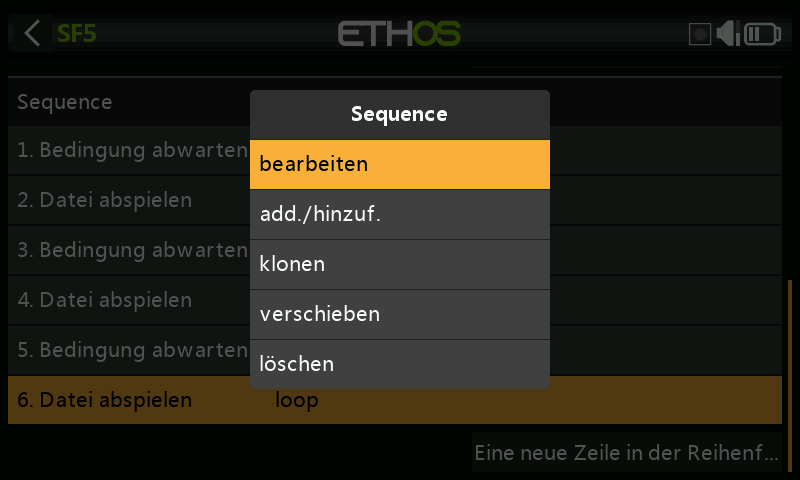 SF5
ETHOS
Sequence
1. Bedingung abwarten
2. Datei abspielen
3. Bedingung abwarten
4. Datei abspielen
5. Bedingung abwarten
6. Datei abspielen loop
Eine neue Zeile in der Reihenf...
Sequence
bearbeiten
add./hinzuf.
klonen
verschieben
löschen